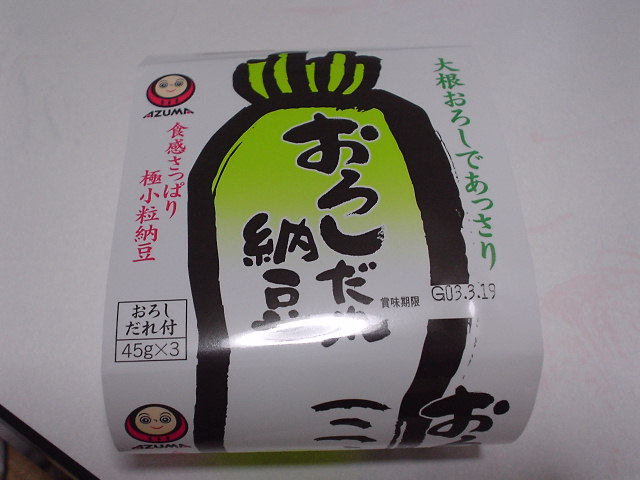 大根おろしであっさり
おろしだれ
納豆
AZUMA
食感さっぱり
極小粒納豆
賞味期限
G03.3.19
おろし
だれ付
45g×3
AZUMA